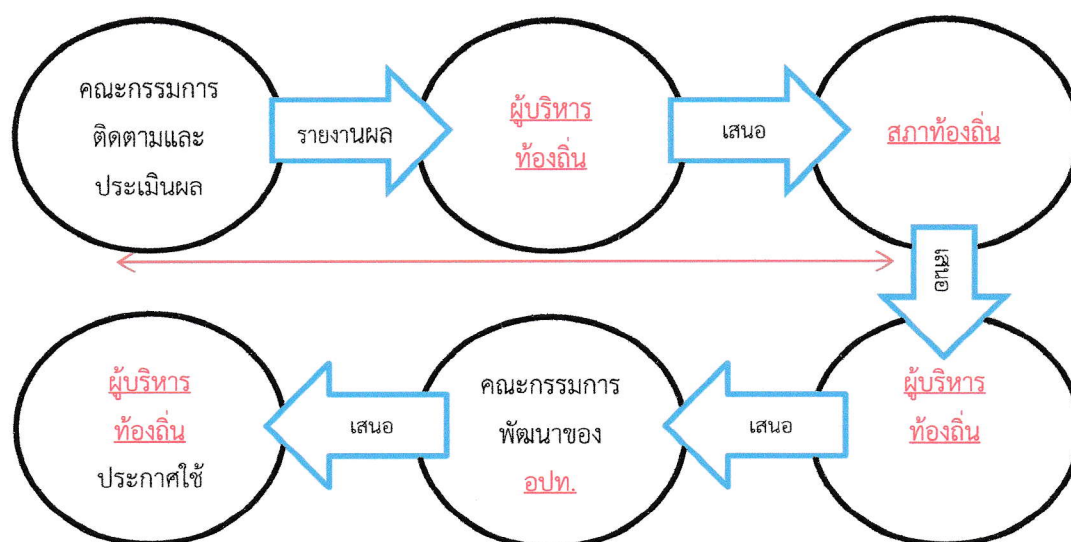 คณะกรรมการ
ติดตามและ
ประเมินผล
รายงานผล
ผู้บริหาร
ท้องถิ่น
เสนอ
สภาท้องถิ่น
เสนอ
ผู้บริหาร
ท้องถิ่น
เสนอ
คณะกรรมการ
พัฒนาของ
อปท.
เสนอ
ผู้บริหาร
ท้องถิ่น
ประกาศใช้